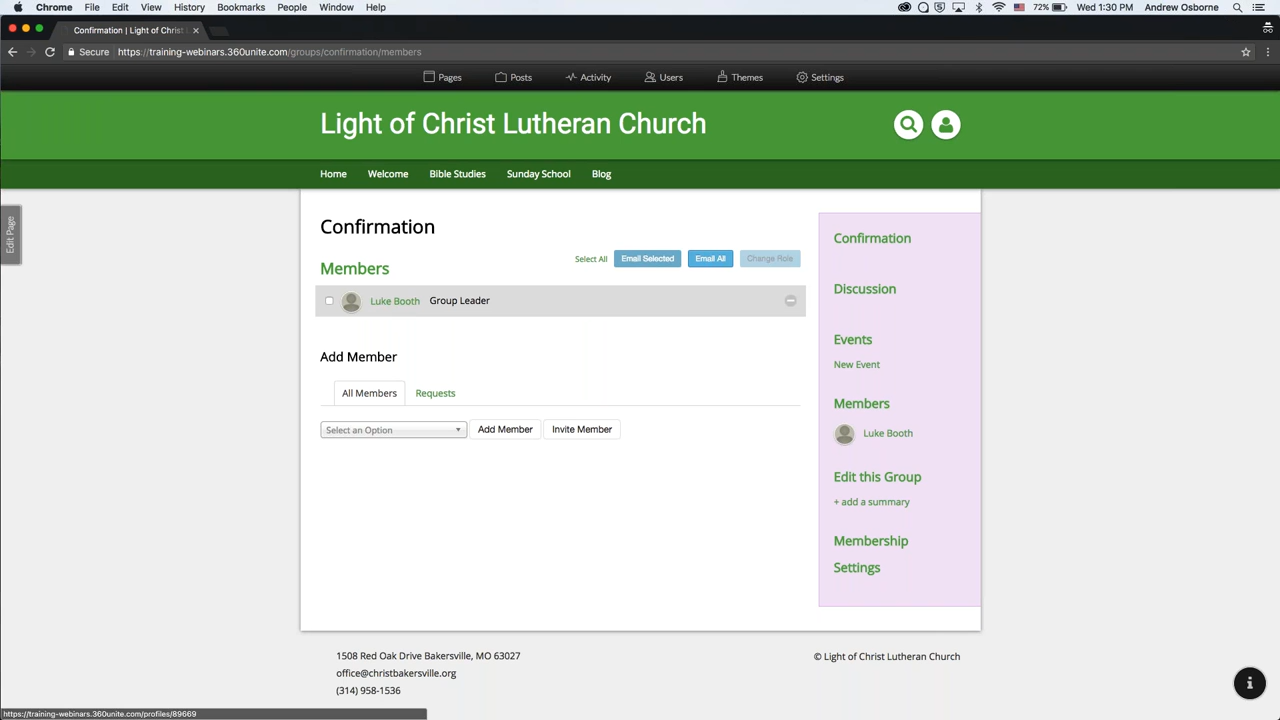 Chrome File Edit View History Bookmarks People Window Help 72% Wed 1:30 PM Andrew Osborne
Confirmation | Light of Christ L
Secure https://training-webinars.360unite.com/groups/confirmation/members
Pages Posts Activity Users Themes Settings
Light of Christ Lutheran Church
Home Welcome Bible Studies Sunday School Blog
Edit Page
Confirmation
Select All Email Selected Email All Change Role
Members
Luke Booth Group Leader
Add Member
All Members Requests
Select an Option Add Member Invite Member
Confirmation
Discussion
Events
New Event
Members
Luke Booth
Edit this Group
+ add a summary
Membership
Settings
1508 Red Oak Drive Bakersville, MO 63027
office@christbakersville.org
(314) 958-1536
© Light of Christ Lutheran Church
https://training-webinars.360unite.com/profiles/89669